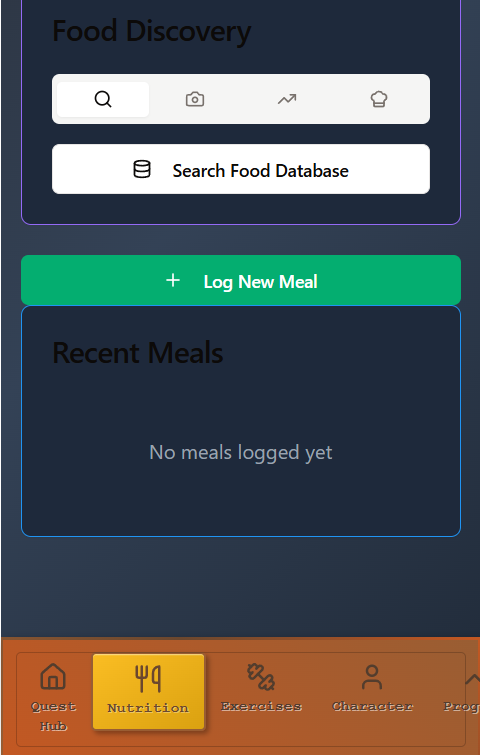 Food Discovery
Search Food Database
Log New Meal
Recent Meals
No meals logged yet
Quest
Hub
Nutrition
Exercises
Character
Prog